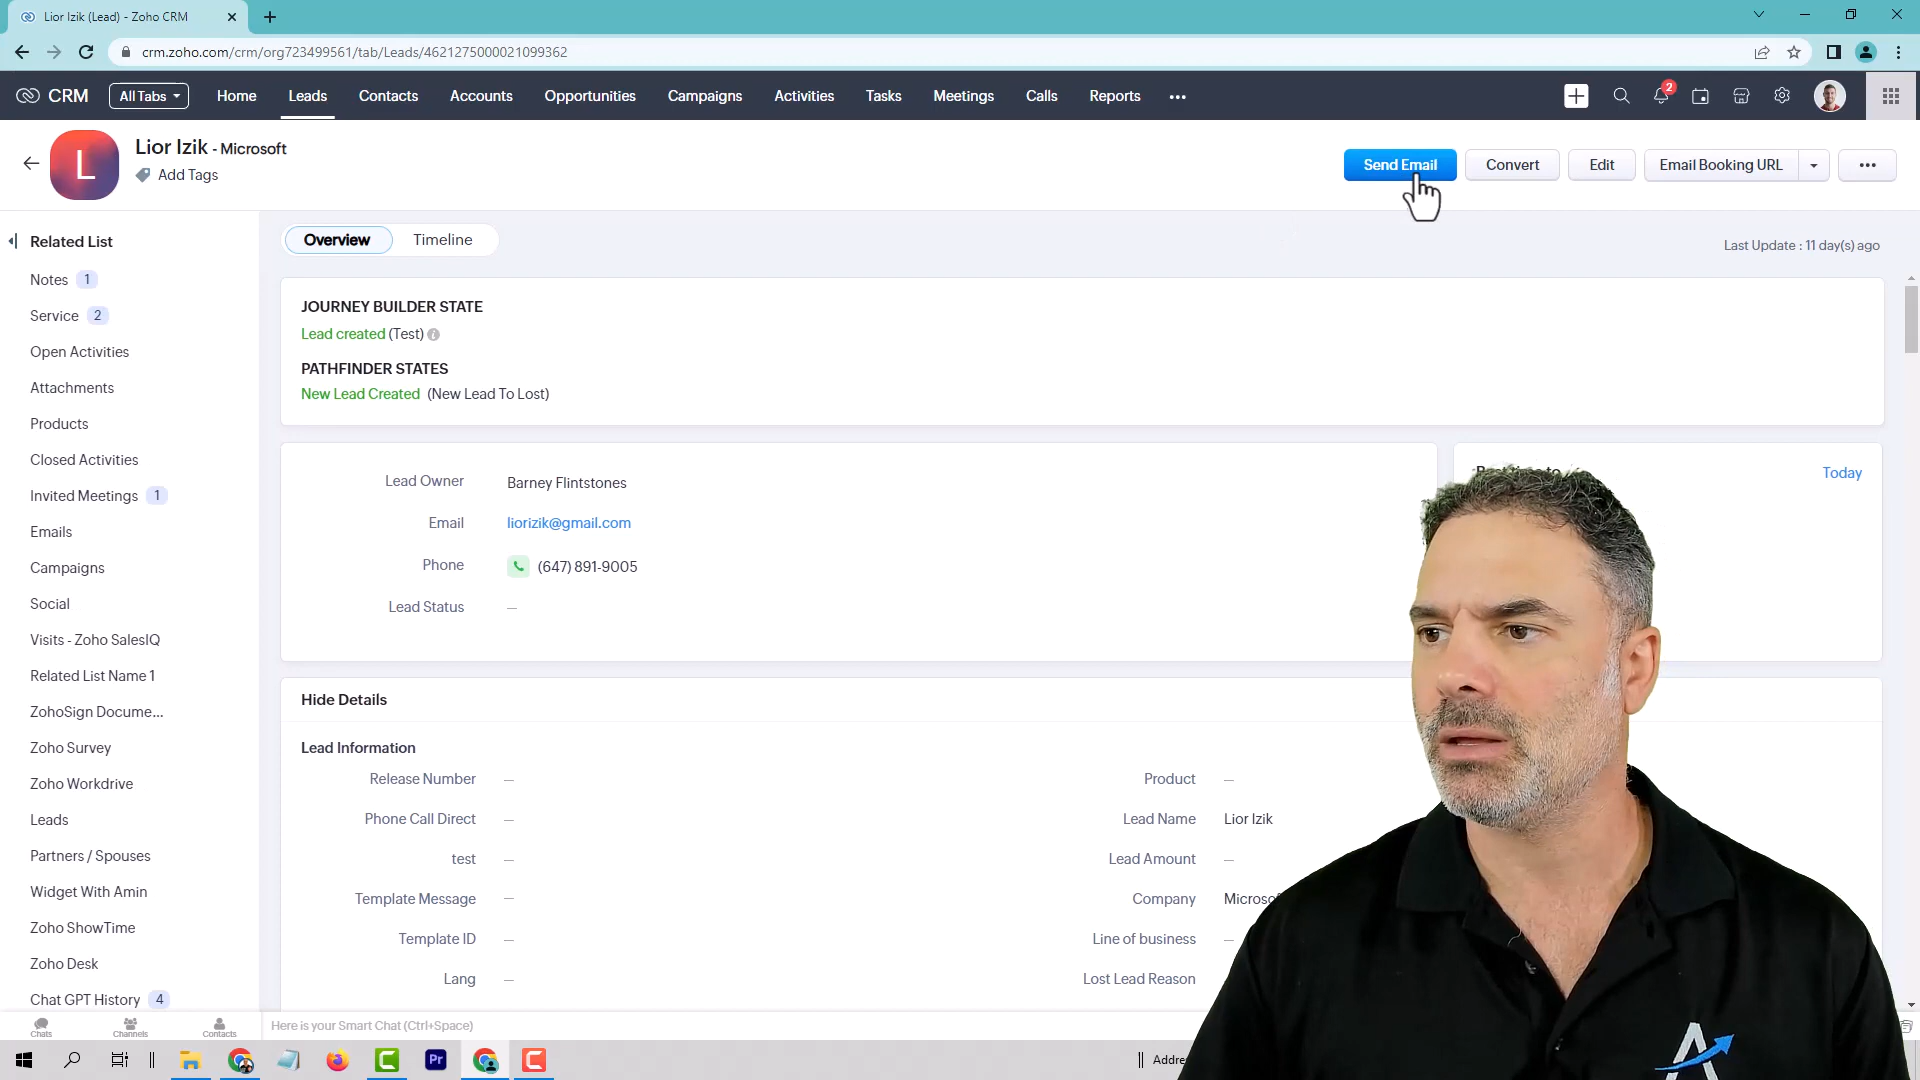 Lior Izik (Lead) - Zoho CRM
crm.zoho.com/crm/org723499561/tab/Leads/4621275000021099362
CRM
All Tabs
Home
Leads
Contacts
Accounts
Opportunities
Campaigns
Activities
Tasks
Meetings
Calls
Reports
2
L
Lior Izik - Microsoft
Add Tags
Send Email
Convert
Edit
Email Booking URL
Related List
Overview
Timeline
Last Update : 11 day(s) ago
Notes 1
Service 2
Open Activities
Attachments
Products
Closed Activities
Invited Meetings 1
Emails
Campaigns
Social
Visits - Zoho SalesIQ
Related List Name 1
ZohoSign Docume...
Zoho Survey
Zoho Workdrive
Leads
Partners / Spouses
Widget With Amin
Zoho ShowTime
Zoho Desk
Chat GPT History 4
JOURNEY BUILDER STATE
Lead created (Test)
PATHFINDER STATES
New Lead Created (New Lead To Lost)
Lead Owner Barney Flintstones
Email liorizik@gmail.com
Phone (647) 891-9005
Lead Status —
Today
Hide Details
Lead Information
Release Number —
Product —
Phone Call Direct —
Lead Name Lior Izik
test —
Lead Amount —
Template Message —
Company Microsof
Template ID —
Line of business —
Lang —
Lost Lead Reason
Chats
Channels
Contacts
Here is your Smart Chat (Ctrl+Space)
Pr
Addre